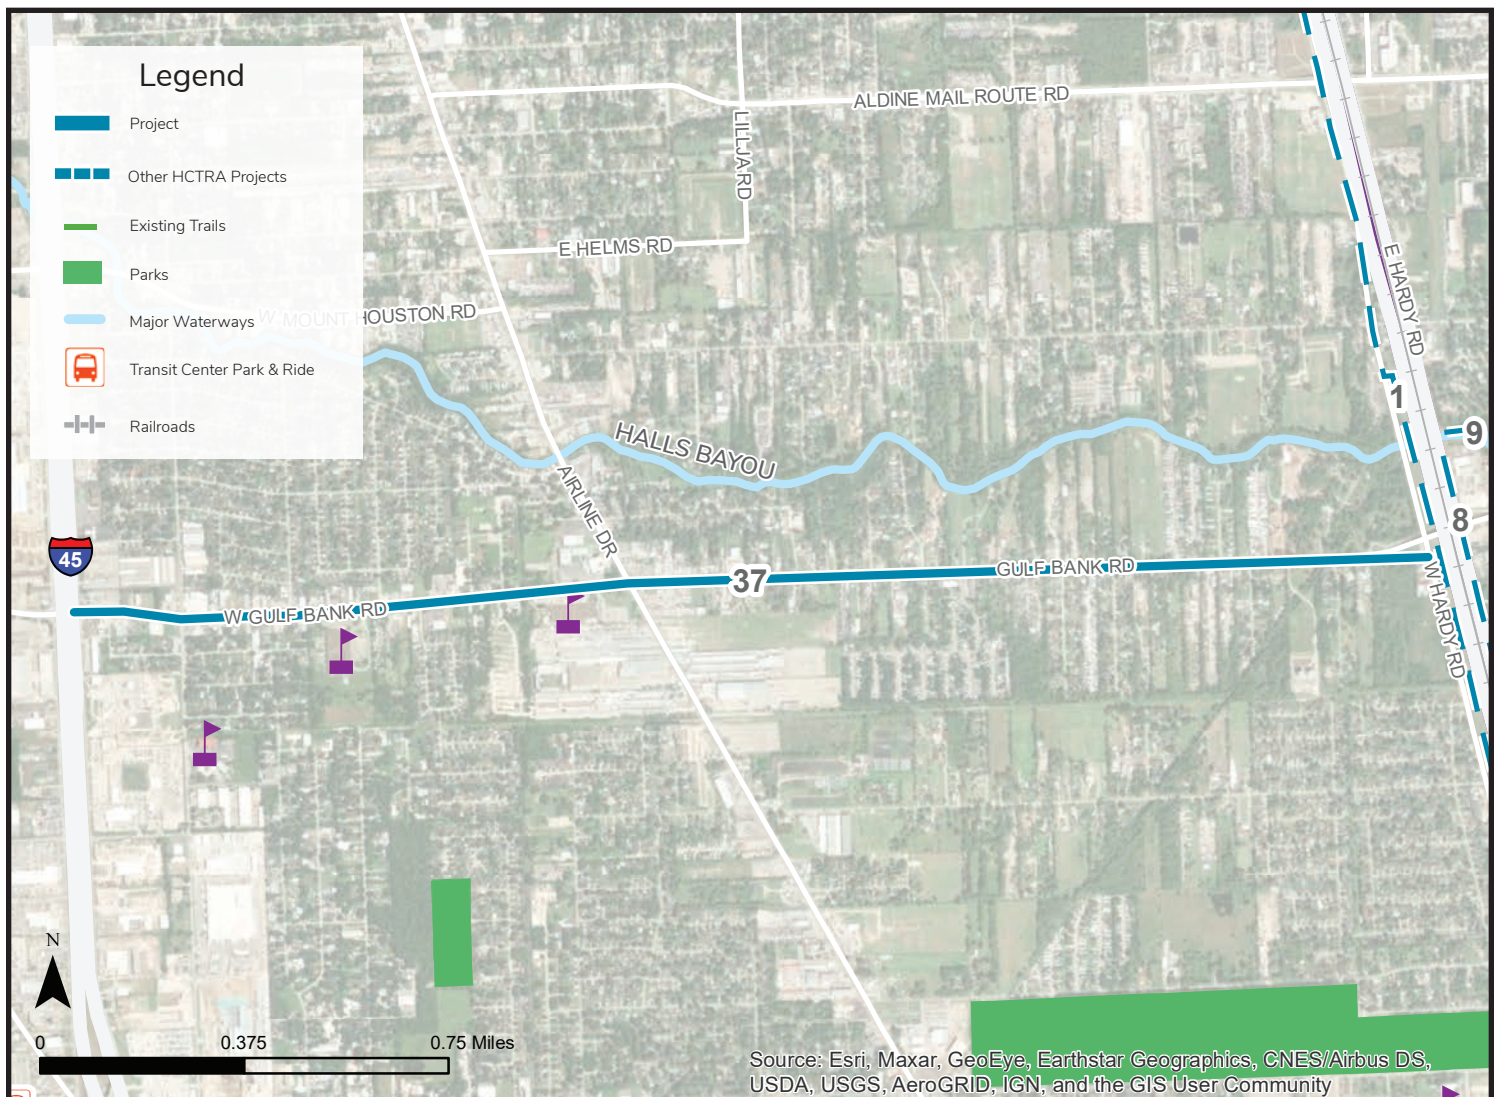 Legend
Project
Other HCTRA Projects
Existing Trails
Parks
Major Waterways
Transit Center Park & Ride
Railroads
ALDINE MAIL ROUTE RD
LILLJA RD
E HELMS RD
W MOUNT HOUSTON RD
E HARDY RD
1
9
HALLS BAYOU
AIRLINE DR
8
45
GULF BANK RD
37
W GULF BANK RD
W HARDY RD
N
0 0.375 0.75 Miles
Source: Esri, Maxar, GeoEye, Earthstar Geographics, CNES/Airbus DS,
USDA, USGS, AeroGRID, IGN, and the GIS User Community